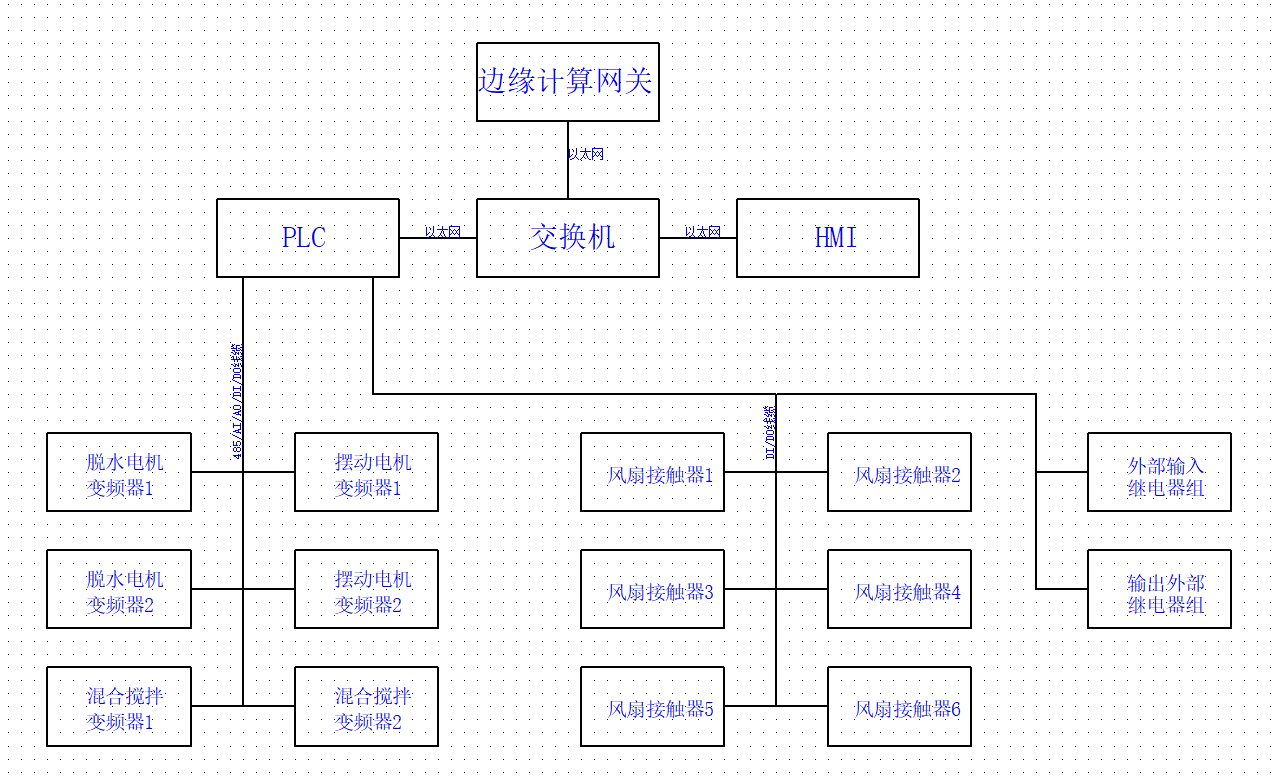 边缘计算网关
以太网
PLC
以太网
交换机
以太网
HMI
485/AI/AO/DI/DO线缆
DI/DO线缆
脱水电机
变频器1
摆动电机
变频器1
风扇接触器1
风扇接触器2
外部输入
继电器组
脱水电机
变频器2
摆动电机
变频器2
风扇接触器3
风扇接触器4
输出外部
继电器组
混合搅拌
变频器1
混合搅拌
变频器2
风扇接触器5
风扇接触器6